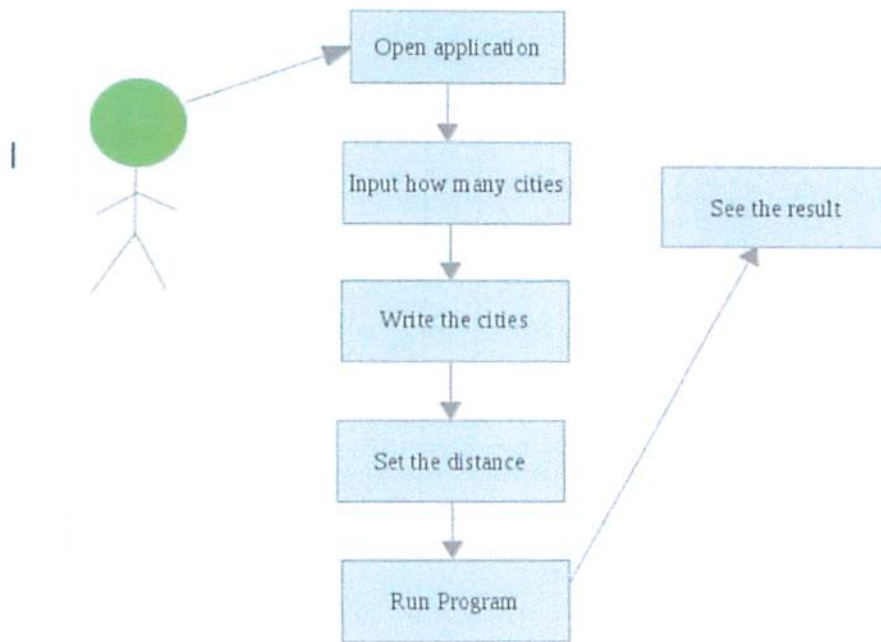 Open application
Input how many cities
Write the cities
Set the distance
Run Program
See the result